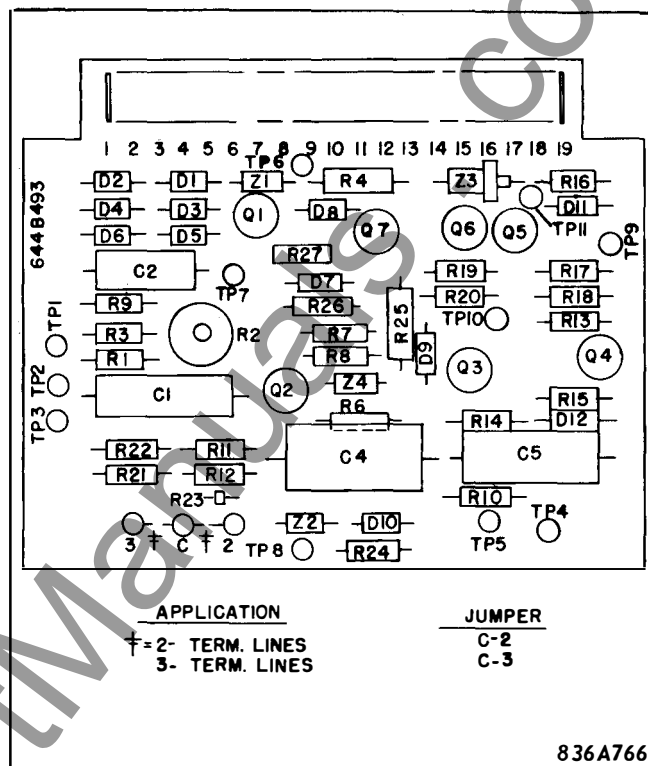 1 2 3 4 5 6 7 8 9 10 11 12 13 14 15 16 17 18 19
TP6
D2 D1 Z1 R4 Z3 R16
D4 D3 Q1 D8 Q7 Q6 Q5 D11
TP11
D6 D5
TP9
644B493
R27
C2 TP7 D7 R19 R17
R9 R26 R25 R20 R18
TP10 R13
TP1
R3 R2 R7
R1 R8 D9 Q3 Q4
TP2
C1 Q2 Z4 R15
TP3
R6 R14 D12
R22 R11 C4 C5
R21 R12
R23 R10
3 ‡ C ‡ 2 TP8 Z2 D10 TP5 TP4
R24
APPLICATION JUMPER
‡=2- TERM. LINES C-2
3- TERM. LINES C-3
836A766
tManuals.co